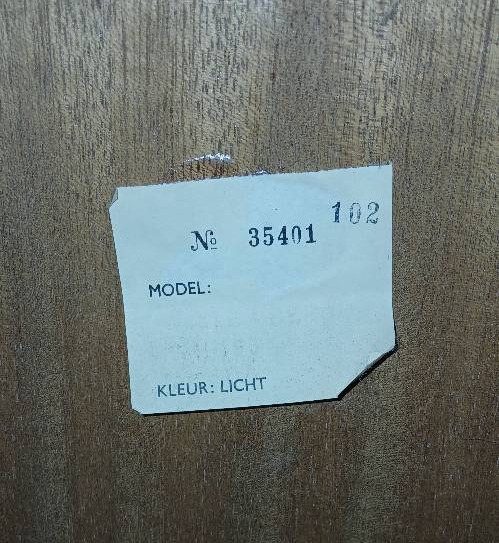 102
№ 35401
MODEL:
KLEUR: LICHT